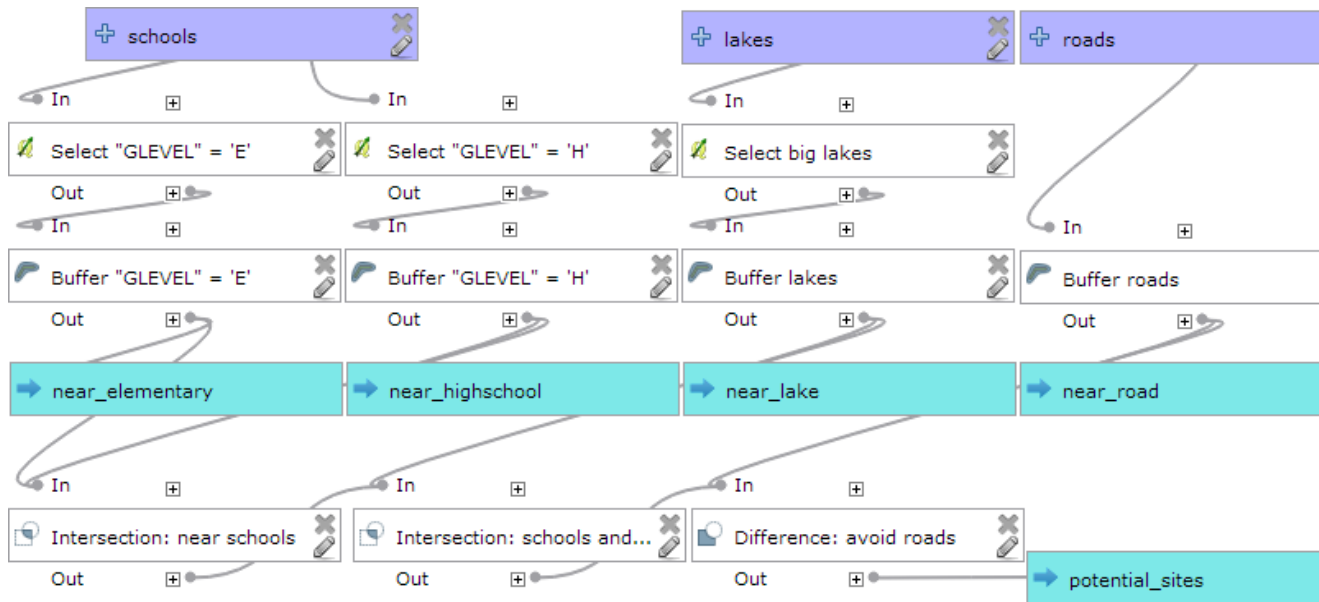 schools
lakes
roads
In
In
In
Select "GLEVEL" = 'E'
Select "GLEVEL" = 'H'
Select big lakes
Out
Out
Out
In
In
In
In
Buffer "GLEVEL" = 'E'
Buffer "GLEVEL" = 'H'
Buffer lakes
Buffer roads
Out
Out
Out
Out
near_elementary
near_highschool
near_lake
near_road
In
In
In
Intersection: near schools
Intersection: schools and...
Difference: avoid roads
Out
Out
Out
potential_sites